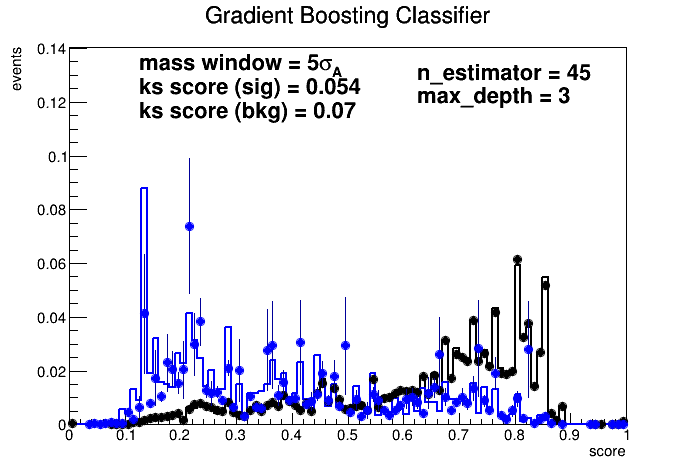 Gradient Boosting Classifier
events
0.14
0.12
0.1
0.08
0.06
0.04
0.02
0
mass window = 5σA
ks score (sig) = 0.054
ks score (bkg) = 0.07
n_estimator = 45
max_depth = 3
0 0.1 0.2 0.3 0.4 0.5 0.6 0.7 0.8 0.9 1
score